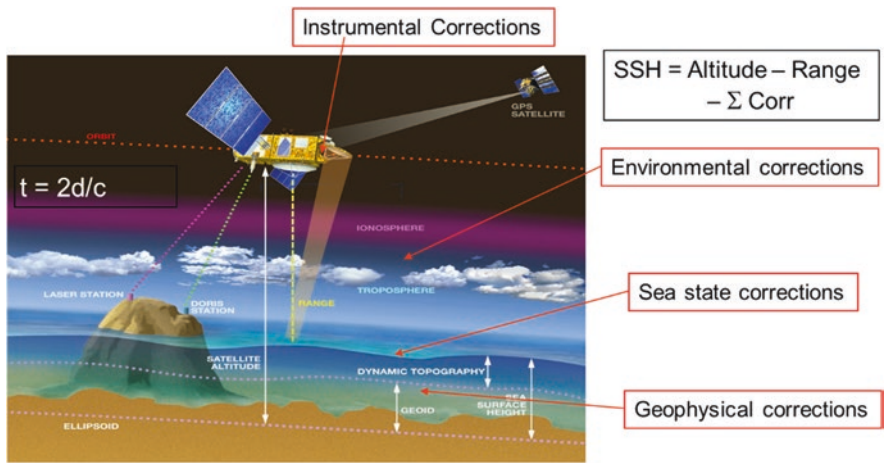 Instrumental Corrections
SSH = Altitude – Range
– Σ Corr
GPS
SATELLITE
ORBIT
Environmental corrections
t = 2d/c
IONOSPHERE
TROPOSPHERE
LASER STATION
DORIS
STATION
RANGE
Sea state corrections
SATELLITE
ALTITUDE
DYNAMIC TOPOGRAPHY
SEA
SURFACE
HEIGHT
GEOID
Geophysical corrections
ELLIPSOID